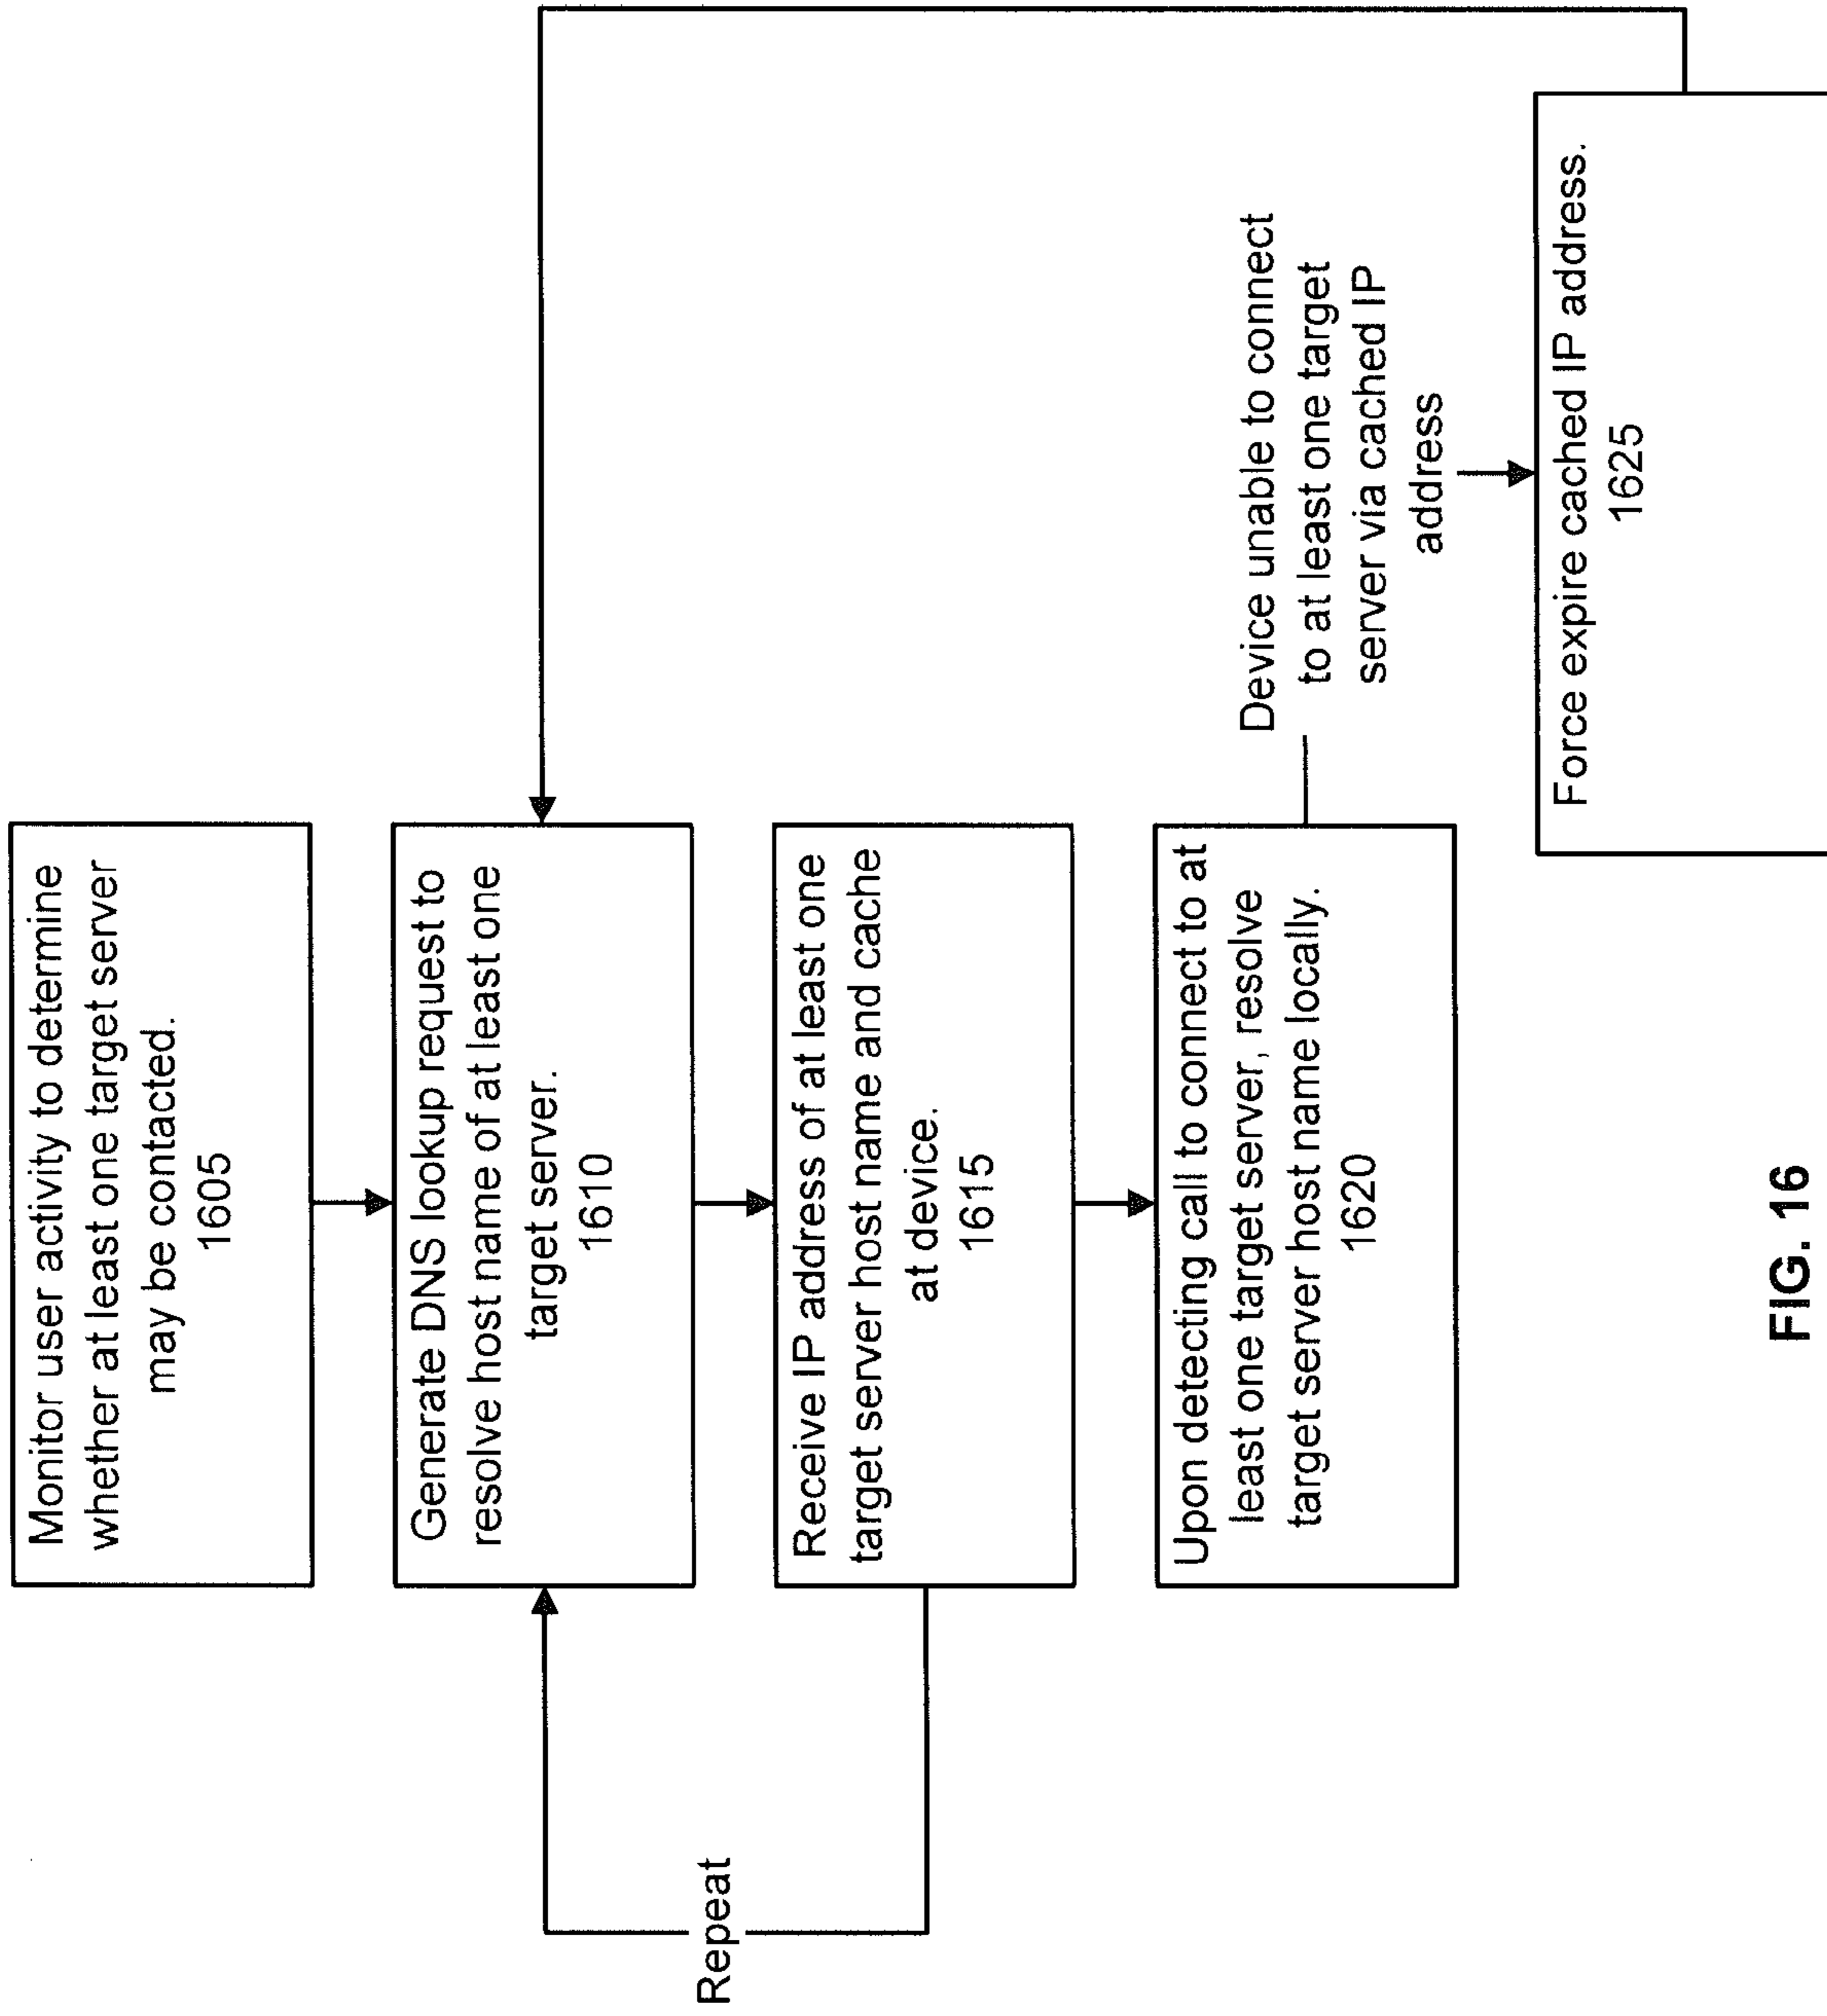 Monitor user activity to determine
whether at least one target server
may be contacted.
1605
Generate DNS lookup request to
resolve host name of at least one
target server.
1610
Repeat
Receive IP address of at least one
target server host name and cache
at device.
1615
Upon detecting call to connect to at
least one target server, resolve
target server host name locally.
1620
Device unable to connect
to at least one target
server via cached IP
address
Force expire cached IP address.
1625
FIG. 16